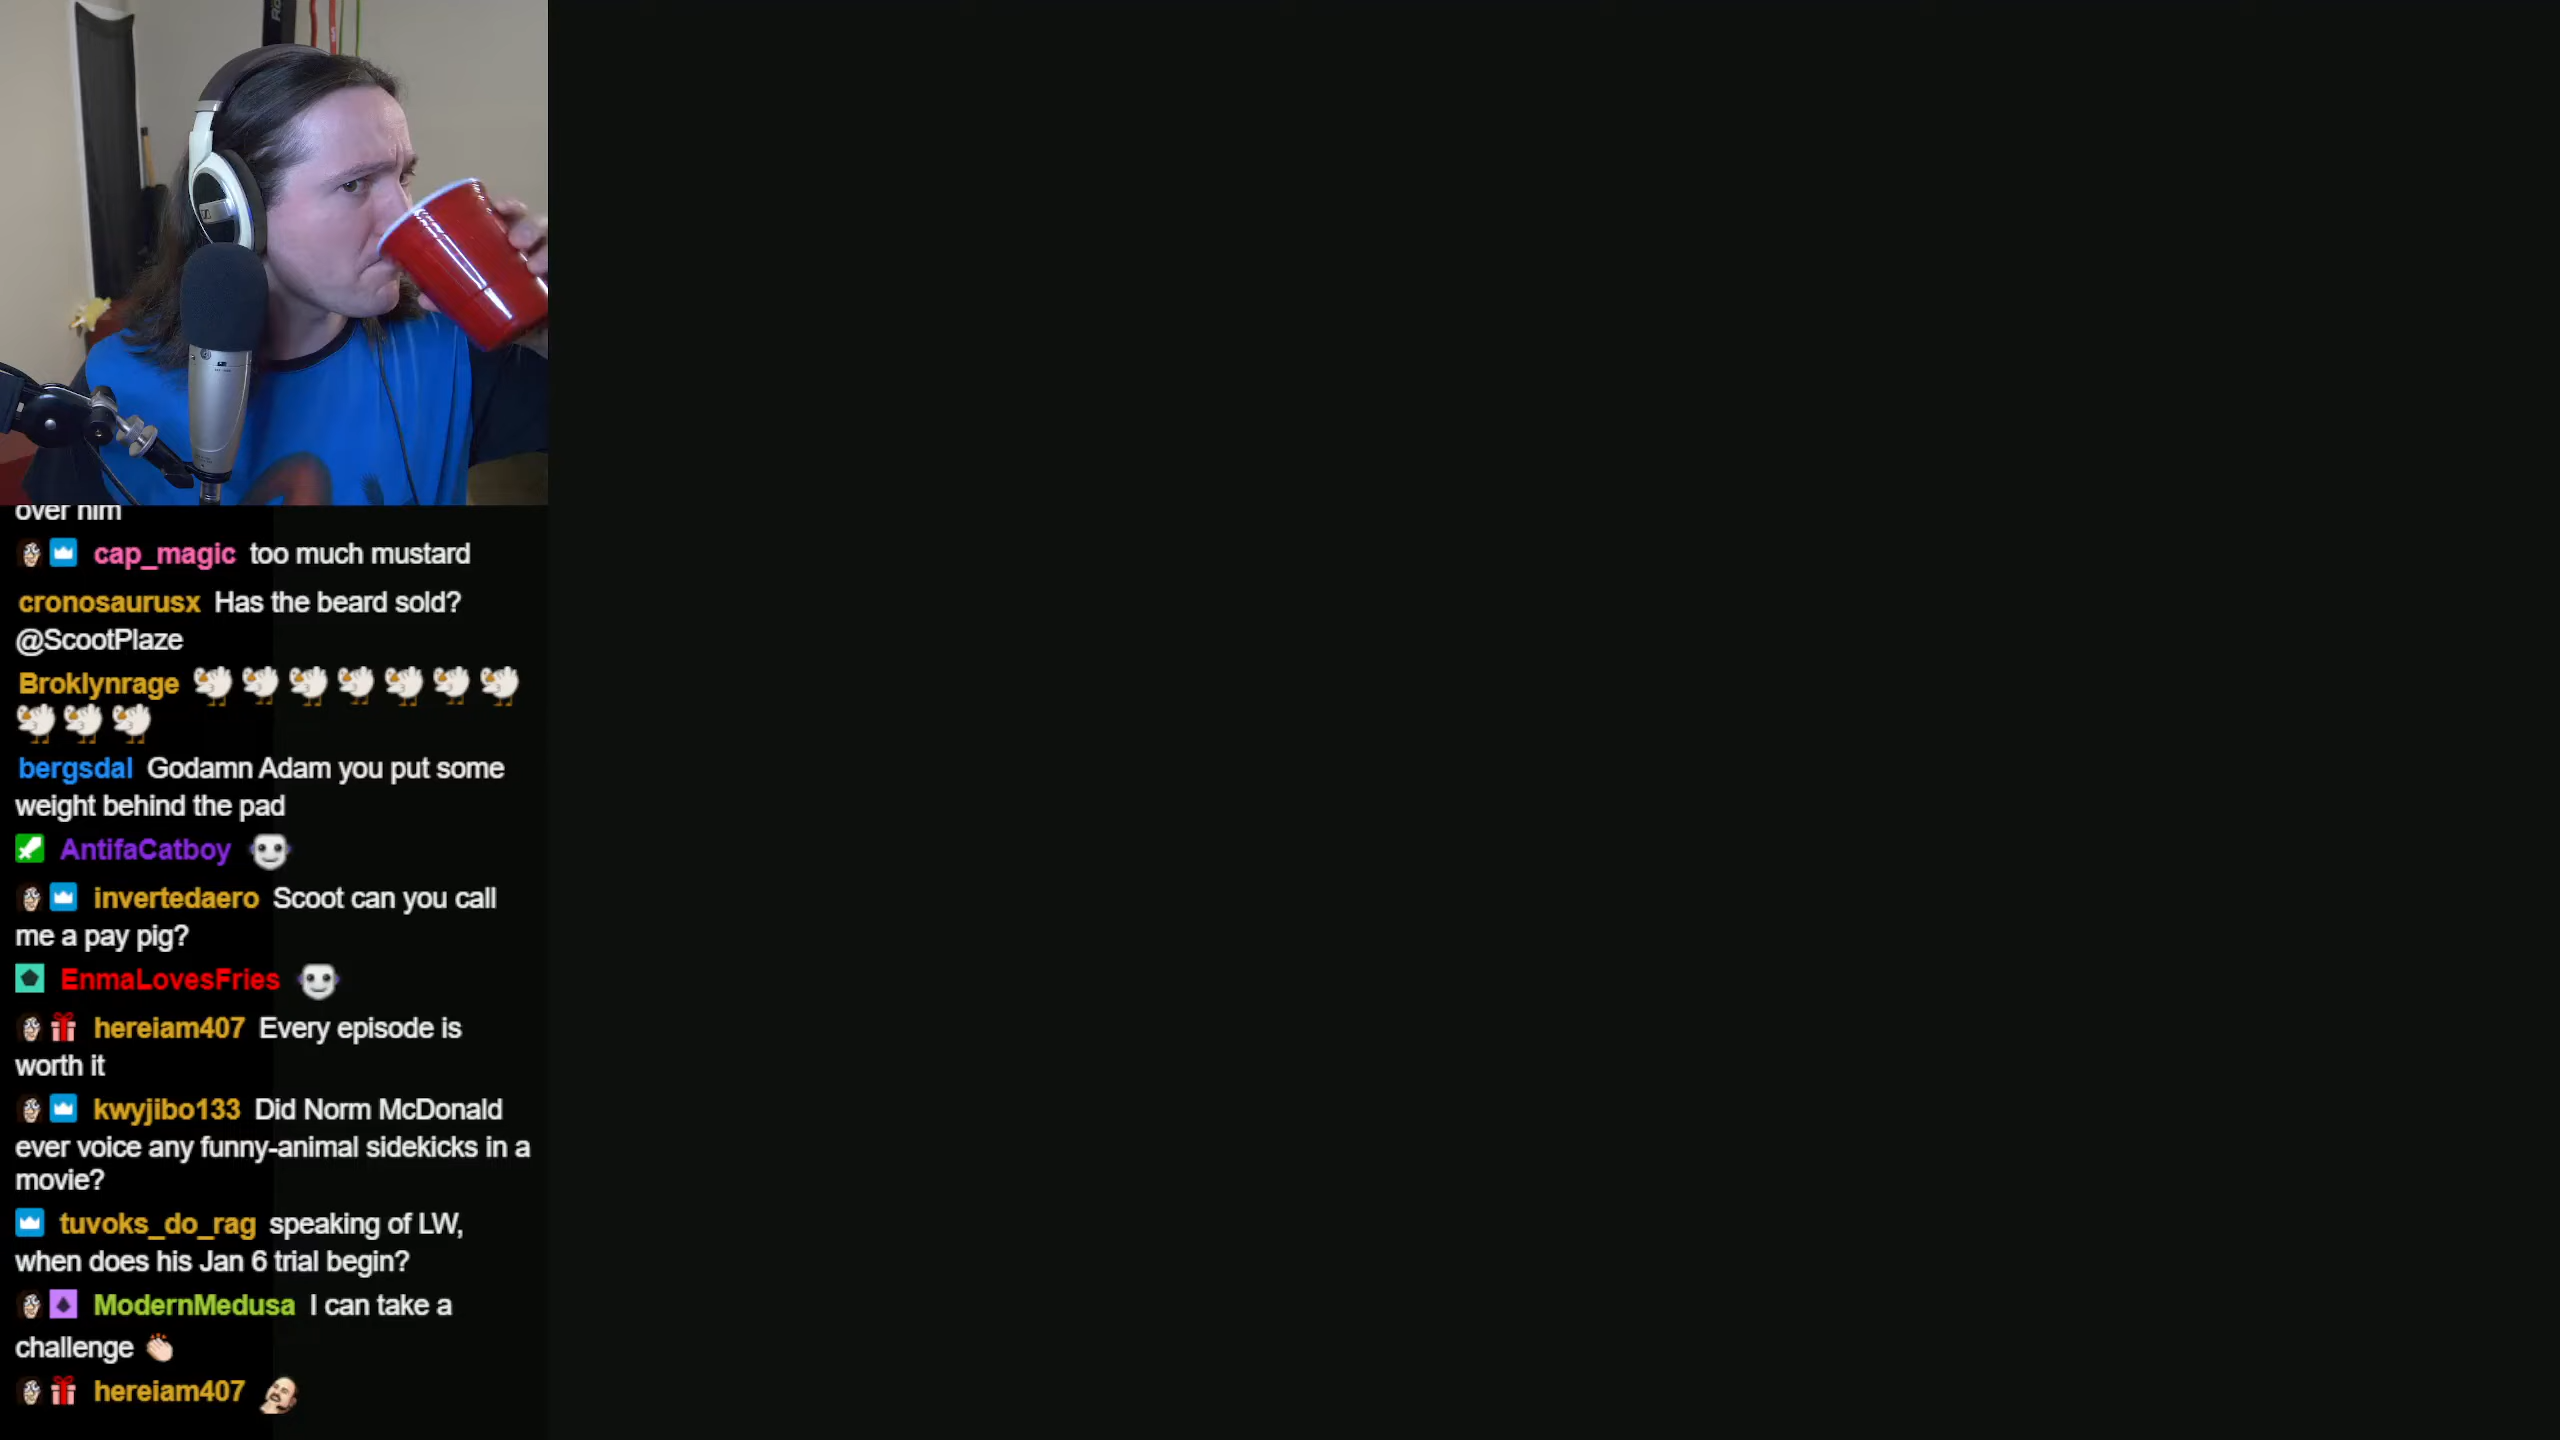 over him
cap_magic too much mustard
cronosaurusx Has the beard sold?
@ScootPlaze
Broklynrage
bergsdal Godamn Adam you put some
weight behind the pad
AntifaCatboy
invertedaero Scoot can you call
me a pay pig?
EnmaLovesFries
hereiam407 Every episode is
worth it
kwyjibo133 Did Norm McDonald
ever voice any funny-animal sidekicks in a
movie?
tuvoks_do_rag speaking of LW,
when does his Jan 6 trial begin?
ModernMedusa I can take a
challenge
hereiam407